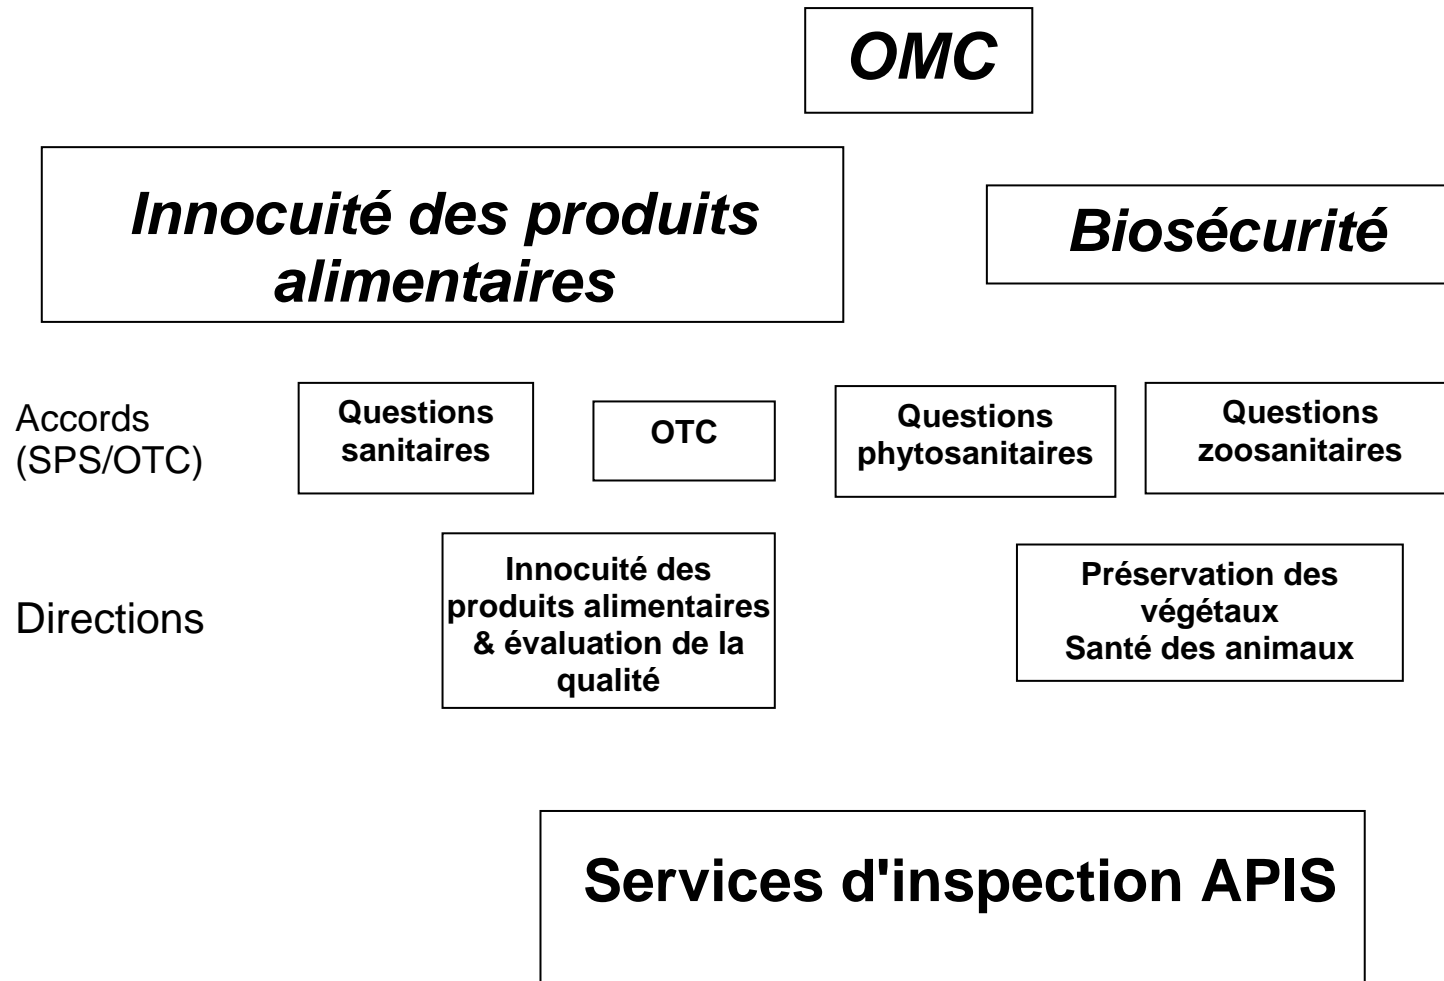 OMC
Innocuité des produits
alimentaires
Biosécurité
Accords
(SPS/OTC)
Questions
sanitaires
OTC
Questions
phytosanitaires
Questions
zoosanitaires
Directions
Innocuité des
produits alimentaires
& évaluation de la
qualité
Préservation des
végétaux
Santé des animaux
Services d'inspection APIS